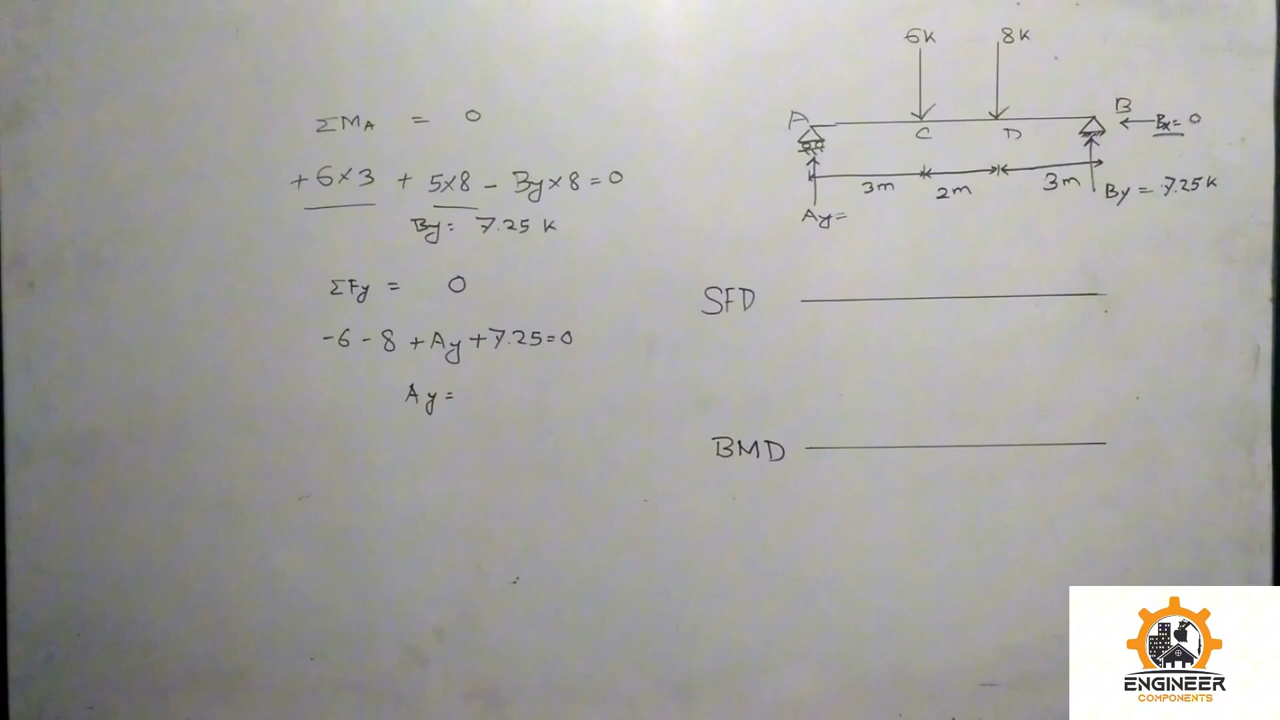 ΣMA = 0
+6×3 + 5×8 - By×8=0
By= 7.25 K
ΣFy = 0
-6 - 8 + Ay + 7.25=0
Ay=
6K 8K
A B Bx= 0
C D
3m 2m 3m By = 7.25K
Ay=
SFD
BMD
ENGINEER
COMPONENTS